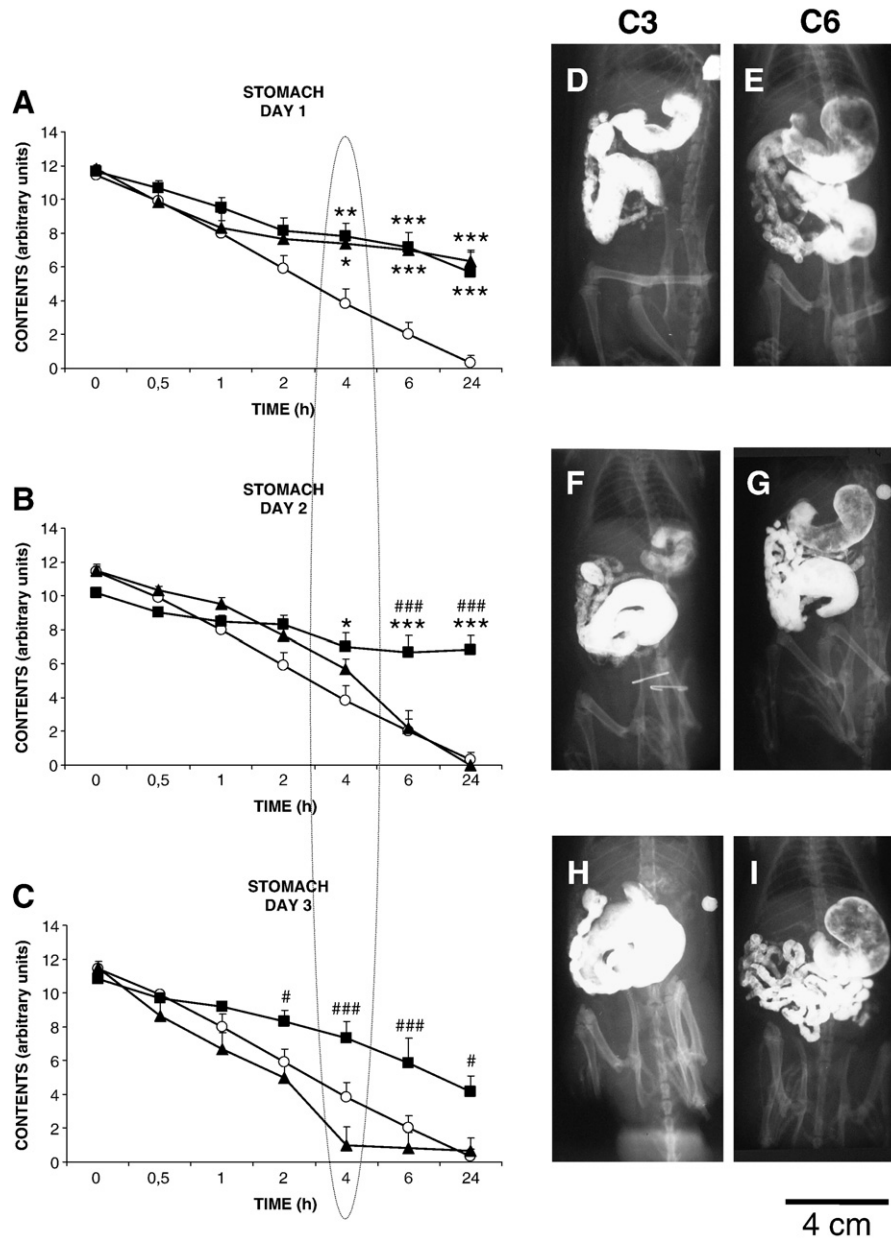 C3 C6
A
STOMACH
DAY 1
CONTENTS (arbitrary units)
14
12
10
8
6
4
2
0
** *** ***
* *** ***
0 0,5 1 2 4 6 24
TIME (h)
D
E
B
STOMACH
DAY 2
CONTENTS (arbitrary units)
14
12
10
8
6
4
2
0
### ###
* *** ***
0 0,5 1 2 4 6 24
TIME (h)
F
G
C
STOMACH
DAY 3
CONTENTS (arbitrary units)
14
12
10
8
6
4
2
0
# ### ### #
0 0,5 1 2 4 6 24
TIME (h)
H
I
4 cm